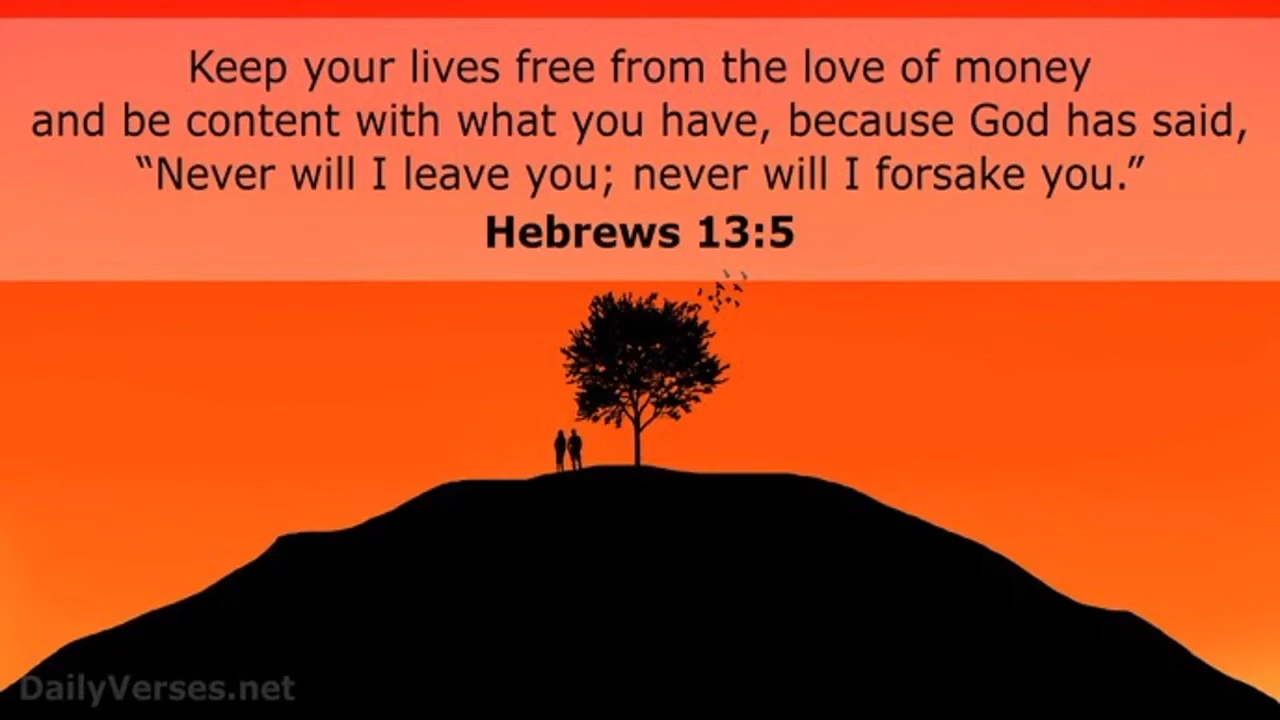 Keep your lives free from the love of money
and be content with what you have, because God has said,
“Never will I leave you; never will I forsake you.”
Hebrews 13:5
DailyVerses.net